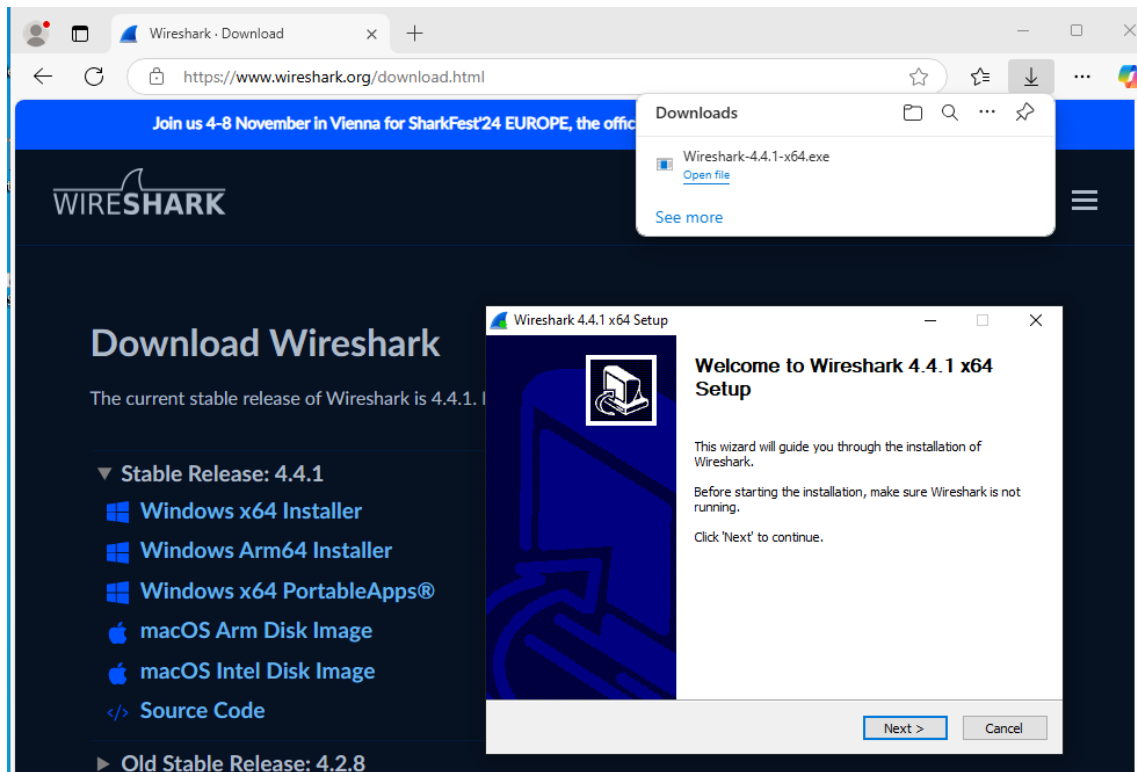 Wireshark · Download
https://www.wireshark.org/download.html
Join us 4-8 November in Vienna for SharkFest'24 EUROPE, the offic
Downloads
Wireshark-4.4.1-x64.exe
Open file
See more
WIRESHARK
Download Wireshark
The current stable release of Wireshark is 4.4.1.
▼ Stable Release: 4.4.1
Windows x64 Installer
Windows Arm64 Installer
Windows x64 PortableApps®
macOS Arm Disk Image
macOS Intel Disk Image
</> Source Code
▶ Old Stable Release: 4.2.8
Wireshark 4.4.1 x64 Setup
Welcome to Wireshark 4.4.1 x64
Setup
This wizard will guide you through the installation of
Wireshark.
Before starting the installation, make sure Wireshark is not
running.
Click 'Next' to continue.
Next >
Cancel